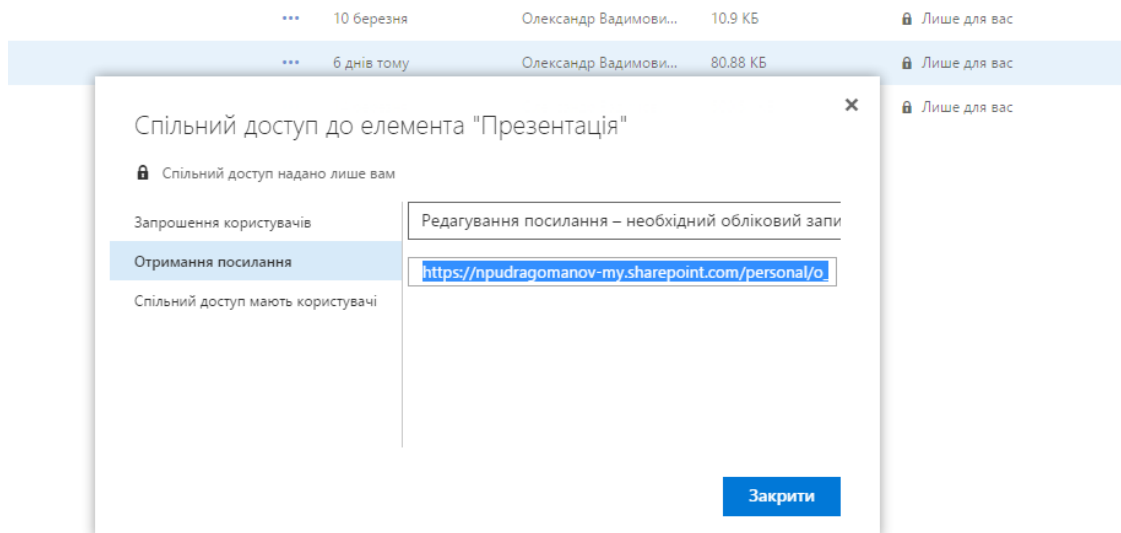 ••• 10 березня Олександр Вадимови... 10.9 КБ Лише для вас
••• 6 днів тому Олександр Вадимови... 80.88 КБ Лише для вас
Лише для вас
Спільний доступ до елемента "Презентація"
Спільний доступ надано лише вам
Запрошення користувачів
Отримання посилання
Спільний доступ мають користувачі
Редагування посилання – необхідний обліковий запи
https://npudragomanov-my.sharepoint.com/personal/o_
Закрити